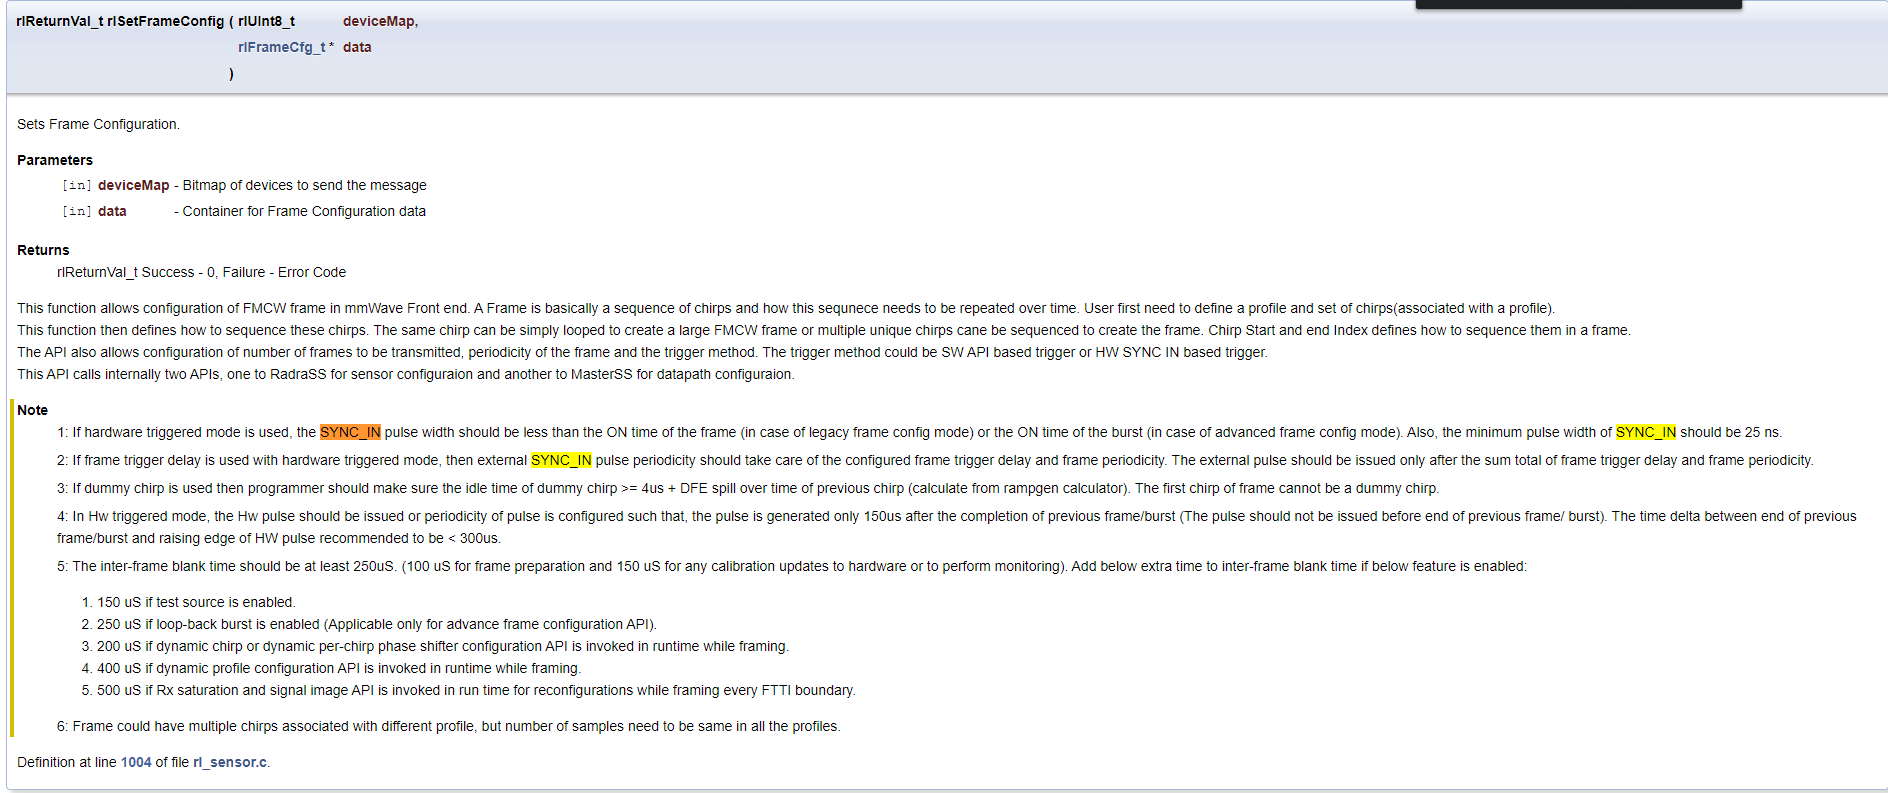 rlReturnVal_t rlSetFrameConfig ( rlUInt8_t deviceMap,
rlFrameCfg_t * data
)
Sets Frame Configuration.
Parameters
[in] deviceMap - Bitmap of devices to send the message
[in] data - Container for Frame Configuration data
Returns
rlReturnVal_t Success - 0, Failure - Error Code
This function allows configuration of FMCW frame in mmWave Front end. A Frame is basically a sequence of chirps and how this sequnece needs to be repeated over time. User first need to define a profile and set of chirps(associated with a profile).
This function then defines how to sequence these chirps. The same chirp can be simply looped to create a large FMCW frame or multiple unique chirps cane be sequenced to create the frame. Chirp Start and end Index defines how to sequence them in a frame.
The API also allows configuration of number of frames to be transmitted, periodicity of the frame and the trigger method. The trigger method could be SW API based trigger or HW SYNC IN based trigger.
This API calls internally two APIs, one to RadraSS for sensor configuraion and another to MasterSS for datapath configuraion.
Note
1: If hardware triggered mode is used, the SYNC_IN pulse width should be less than the ON time of the frame (in case of legacy frame config mode) or the ON time of the burst (in case of advanced frame config mode). Also, the minimum pulse width of SYNC_IN should be 25 ns.
2: If frame trigger delay is used with hardware triggered mode, then external SYNC_IN pulse periodicity should take care of the configured frame trigger delay and frame periodicity. The external pulse should be issued only after the sum total of frame trigger delay and frame periodicity.
3: If dummy chirp is used then programmer should make sure the idle time of dummy chirp >= 4us + DFE spill over time of previous chirp (calculate from rampgen calculator). The first chirp of frame cannot be a dummy chirp.
4: In Hw triggered mode, the Hw pulse should be issued or periodicity of pulse is configured such that, the pulse is generated only 150us after the completion of previous frame/burst (The pulse should not be issued before end of previous frame/ burst). The time delta between end of previous
frame/burst and raising edge of HW pulse recommended to be < 300us.
5: The inter-frame blank time should be at least 250uS. (100 uS for frame preparation and 150 uS for any calibration updates to hardware or to perform monitoring). Add below extra time to inter-frame blank time if below feature is enabled:
1. 150 uS if test source is enabled.
2. 250 uS if loop-back burst is enabled (Applicable only for advance frame configuration API).
3. 200 uS if dynamic chirp or dynamic per-chirp phase shifter configuration API is invoked in runtime while framing.
4. 400 uS if dynamic profile configuration API is invoked in runtime while framing.
5. 500 uS if Rx saturation and signal image API is invoked in run time for reconfigurations while framing every FTTI boundary.
6: Frame could have multiple chirps associated with different profile, but number of samples need to be same in all the profiles.
Definition at line 1004 of file rl_sensor.c.